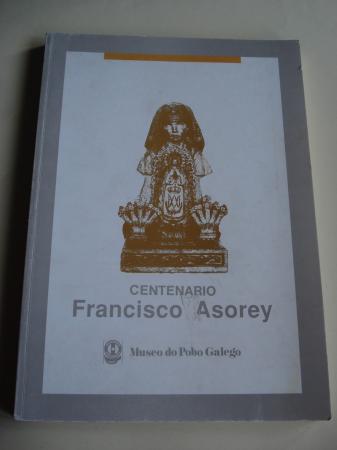 CENTENARIO
Francisco Asorey
Museo do Pobo Galego